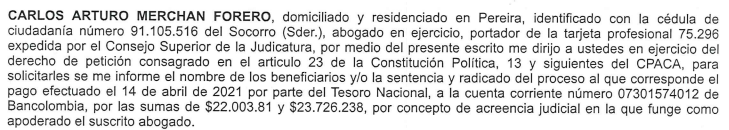 CARLOS ARTURO MERCHAN FORERO, domiciliado y residenciado en Pereira, identificado con la cédula de
ciudadanía número 91.105.516 del Socorro (Sder.), abogado en ejercicio, portador de la tarjeta profesional 75.296
expedida por el Consejo Superior de la Judicatura, por medio del presente escrito me dirijo a ustedes en ejercicio del
derecho de petición consagrado en el articulo 23 de la Constitución Política, 13 y siguientes del CPACA, para
solicitarles se me informe el nombre de los beneficiarios y/o la sentencia y radicado del proceso al que corresponde el
pago efectuado el 14 de abril de 2021 por parte del Tesoro Nacional, a la cuenta corriente número 07301574012 de
Bancolombia, por las sumas de $22.003.81 y $23.726.238, por concepto de acreencia judicial en la que funge como
apoderado el suscrito abogado.